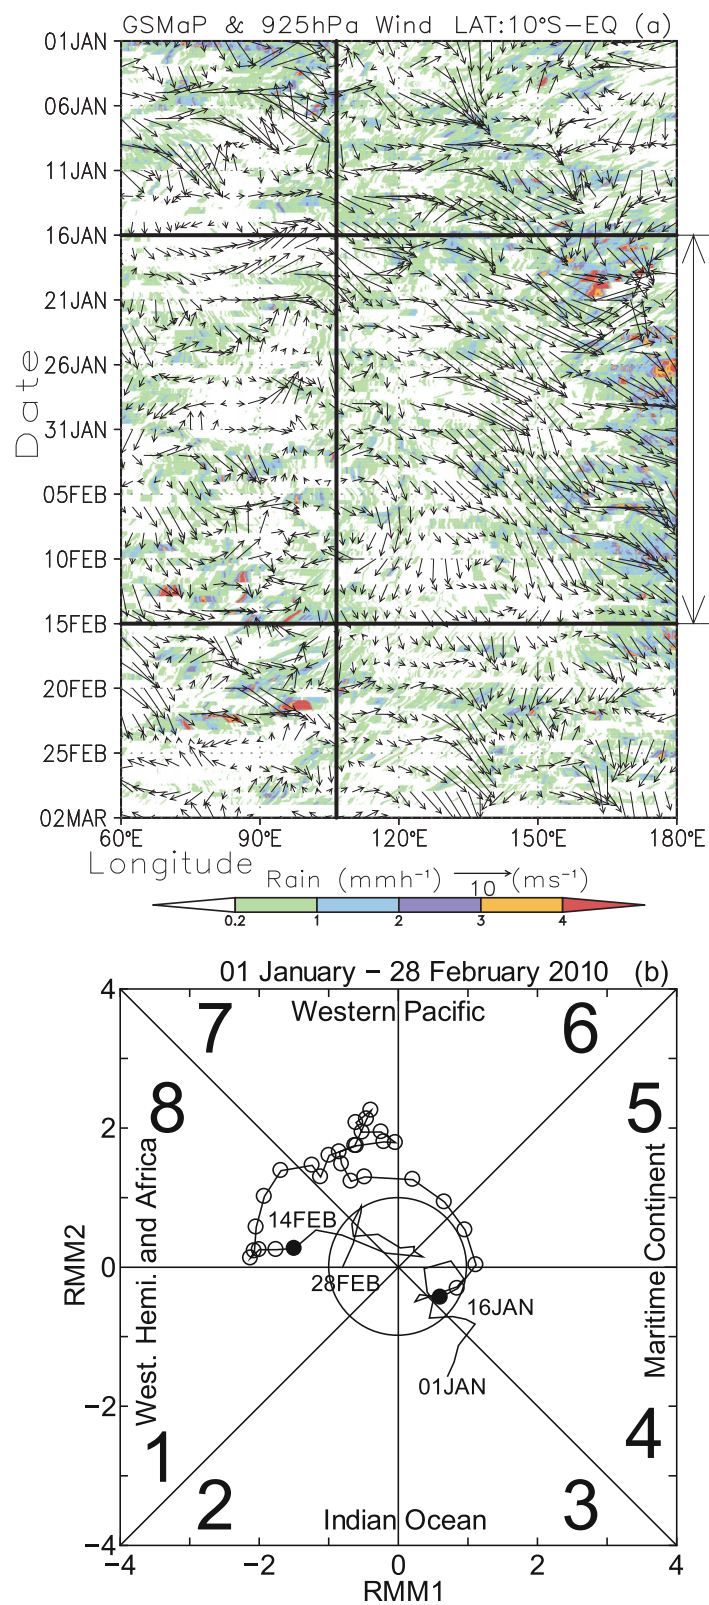 GSMaP & 925hPa Wind LAT:10°S−EQ (a)
01JAN
06JAN
11JAN
16JAN
21JAN
26JAN
31JAN
05FEB
10FEB
15FEB
20FEB
25FEB
02MAR
Date
60°E 90°E 120°E 150°E 180°E
Longitude
Rain (mmh⁻¹) 10 (ms⁻¹)
0.2 1 2 3 4
01 January − 28 February 2010 (b)
4
2
0
−2
−4
RMM2
Western Pacific
7 6
8 5
West. Hemi. and Africa
Maritime Continent
14FEB
28FEB
16JAN
01JAN
1 4
2 3
Indian Ocean
−4 −2 0 2 4
RMM1